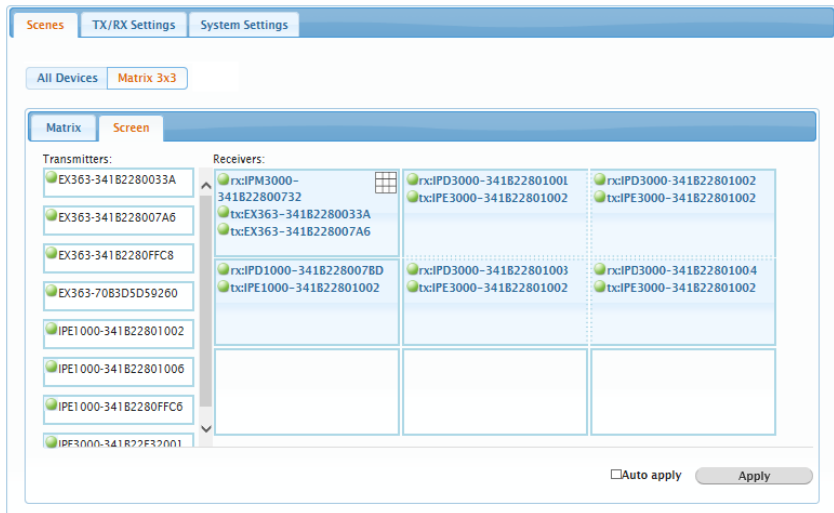 Scenes TX/RX Settings System Settings
All Devices Matrix 3x3
Matrix Screen
Transmitters:
EX363-341B2280033A
EX363-341B228007A6
EX363-341B2280FFC8
EX363-70B3D5D59260
IPE1000-341B22801002
IPE1000-341B22801006
IPE1000-341B2280FFC6
IPE3000-341B22F32001
Receivers:
rx:IPM3000-
341B22800732
tx:EX363-341B2280033A
tx:EX363-341B228007A6
rx:IPD3000-341B22801001
tx:IPE3000-341B22801002
rx:IPD3000-341B22801002
tx:IPE3000-341B22801002
rx:IPD1000-341B228007BD
tx:IPE1000-341B22801002
rx:IPD3000-341B22801003
tx:IPE3000-341B22801002
rx:IPD3000-341B22801004
tx:IPE3000-341B22801002
Auto apply Apply